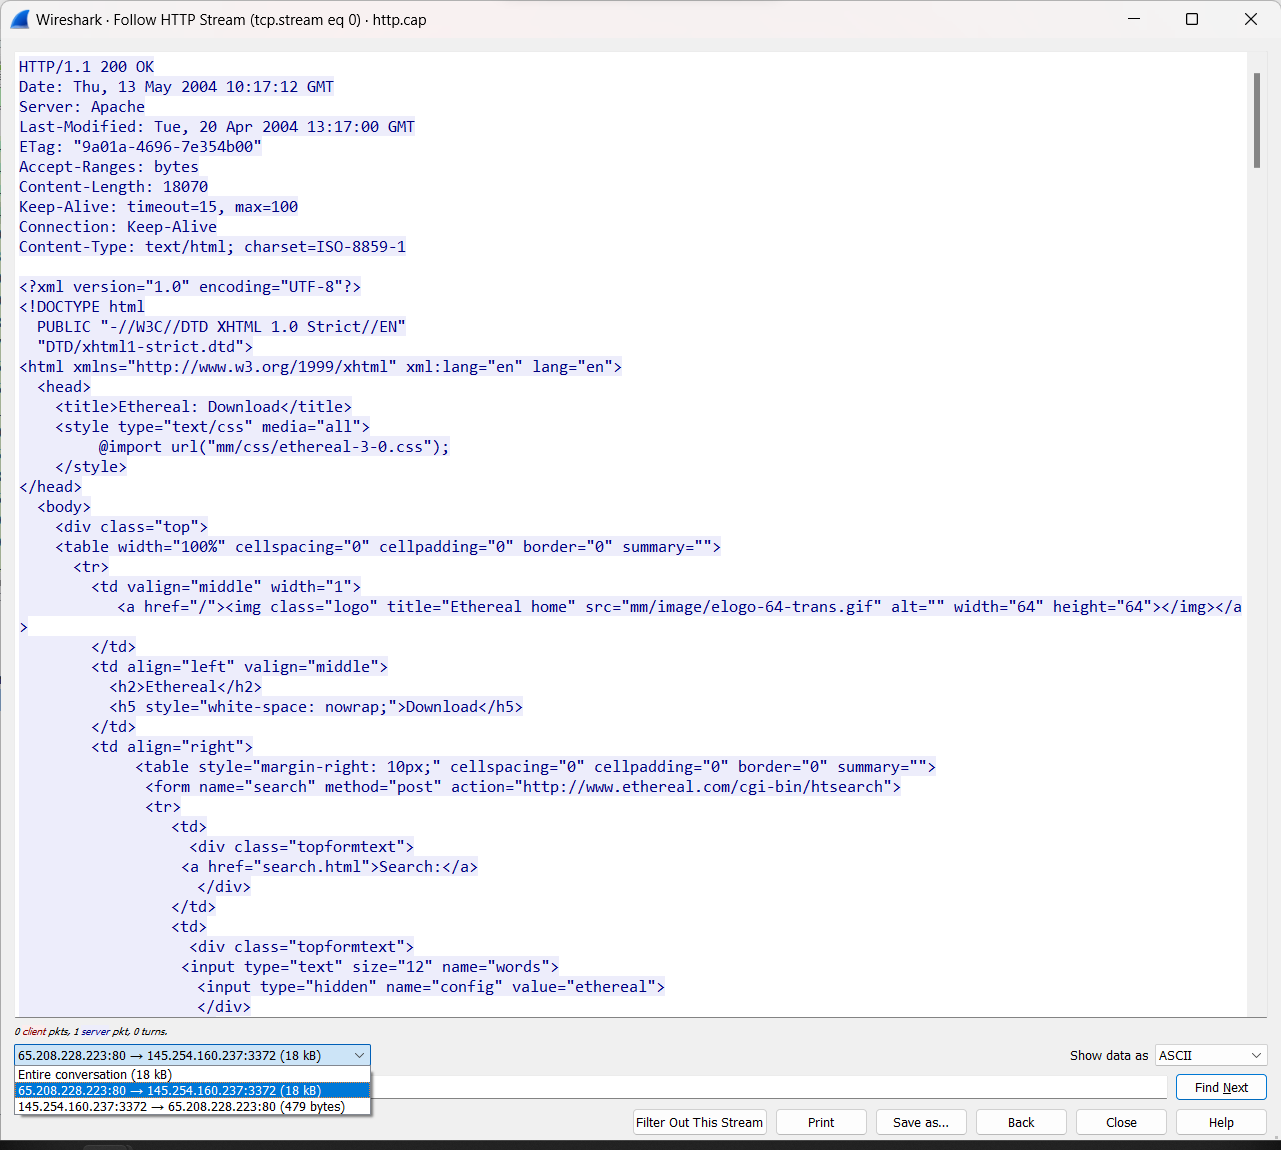 Wireshark · Follow HTTP Stream (tcp.stream eq 0) · http.cap
HTTP/1.1 200 OK
Date: Thu, 13 May 2004 10:17:12 GMT
Server: Apache
Last-Modified: Tue, 20 Apr 2004 13:17:00 GMT
ETag: "9a01a-4696-7e354b00"
Accept-Ranges: bytes
Content-Length: 18070
Keep-Alive: timeout=15, max=100
Connection: Keep-Alive
Content-Type: text/html; charset=ISO-8859-1
<?xml version="1.0" encoding="UTF-8"?>
<!DOCTYPE html
PUBLIC "-//W3C//DTD XHTML 1.0 Strict//EN"
"DTD/xhtml1-strict.dtd">
<html xmlns="http://www.w3.org/1999/xhtml" xml:lang="en" lang="en">
<head>
<title>Ethereal: Download</title>
<style type="text/css" media="all">
@import url("mm/css/ethereal-3-0.css");
</style>
</head>
<body>
<div class="top">
<table width="100%" cellspacing="0" cellpadding="0" border="0" summary="">
<tr>
<td valign="middle" width="1">
<a href="/"><img class="logo" title="Ethereal home" src="mm/image/elogo-64-trans.gif" alt="" width="64" height="64"></img></a
>
</td>
<td align="left" valign="middle">
<h2>Ethereal</h2>
<h5 style="white-space: nowrap;">Download</h5>
</td>
<td align="right">
<table style="margin-right: 10px;" cellspacing="0" cellpadding="0" border="0" summary="">
<form name="search" method="post" action="http://www.ethereal.com/cgi-bin/htsearch">
<tr>
<td>
<div class="topformtext">
<a href="search.html">Search:</a>
</div>
</td>
<td>
<div class="topformtext">
<input type="text" size="12" name="words">
<input type="hidden" name="config" value="ethereal">
</div>
0 client pkts, 1 server pkt, 0 turns.
65.208.228.223:80 → 145.254.160.237:3372 (18 kB)
Show data as ASCII
Entire conversation (18 kB)
65.208.228.223:80 → 145.254.160.237:3372 (18 kB)
145.254.160.237:3372 → 65.208.228.223:80 (479 bytes)
Find Next
Filter Out This Stream
Print
Save as...
Back
Close
Help